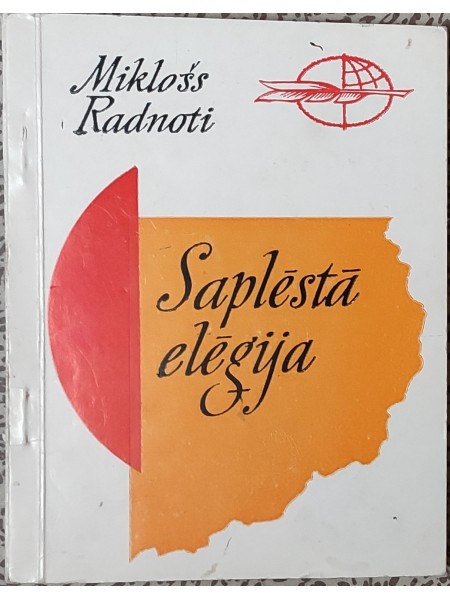 Miklošs
Radnoti
Saplēstā
elēģija